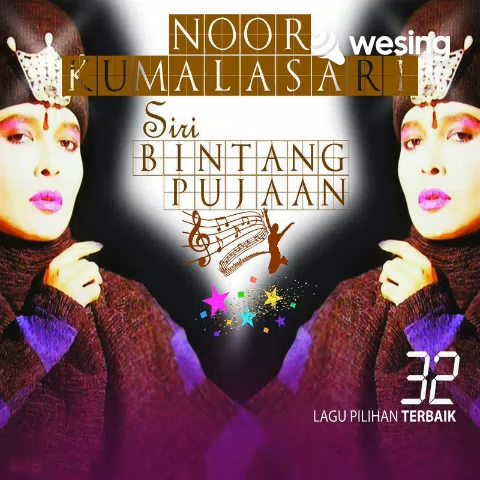 NOOR
wesing
KUMALASARI
Siri
BINTANG
PUJAAN
32
LAGU PILIHAN TERBAIK